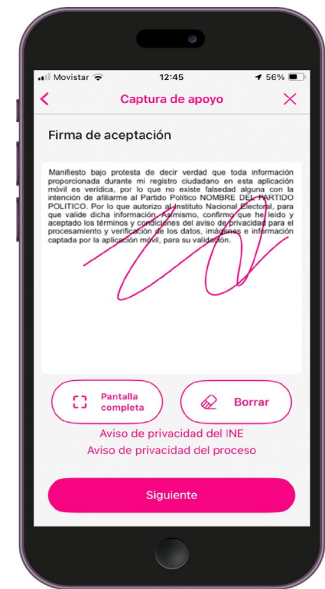 Movistar 12:45 56%
Captura de apoyo
Firma de aceptación
Manifiesto bajo protesta de decir verdad que toda información
proporcionada durante mi registro ciudadano en esta aplicación
móvil es verídica, por lo que no existe falsedad alguna con la
intención de afiliarme al Partido Político NOMBRE DEL PARTIDO
POLITICO. Por lo que autorizo al Instituto Nacional Electoral, para
que valide dicha información. Asimismo, confirmo que he leído y
aceptado los términos y condiciones del aviso de privacidad para el
procesamiento y verificación de los datos, imágenes e información
captada por la aplicación móvil, para su validación.
Pantalla
completa
Borrar
Aviso de privacidad del INE
Aviso de privacidad del proceso
Siguiente